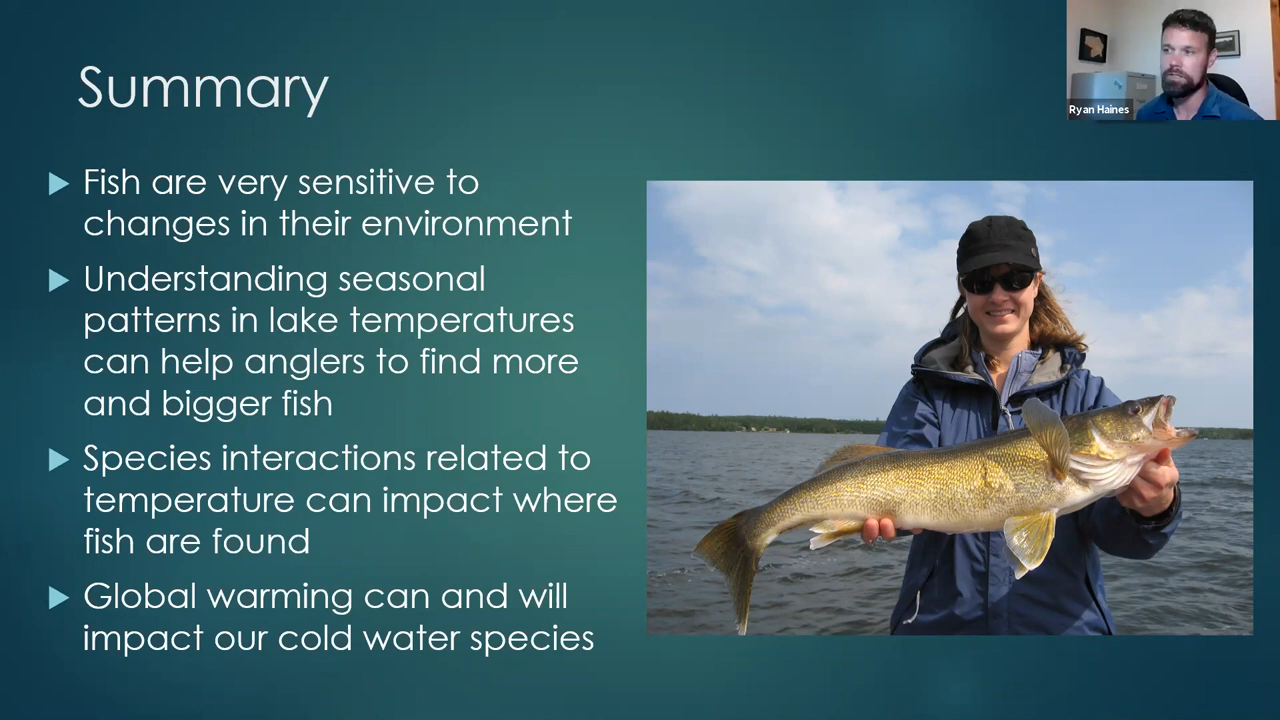 Summary
Ryan Haines
Fish are very sensitive to
changes in their environment
Understanding seasonal
patterns in lake temperatures
can help anglers to find more
and bigger fish
Species interactions related to
temperature can impact where
fish are found
Global warming can and will
impact our cold water species